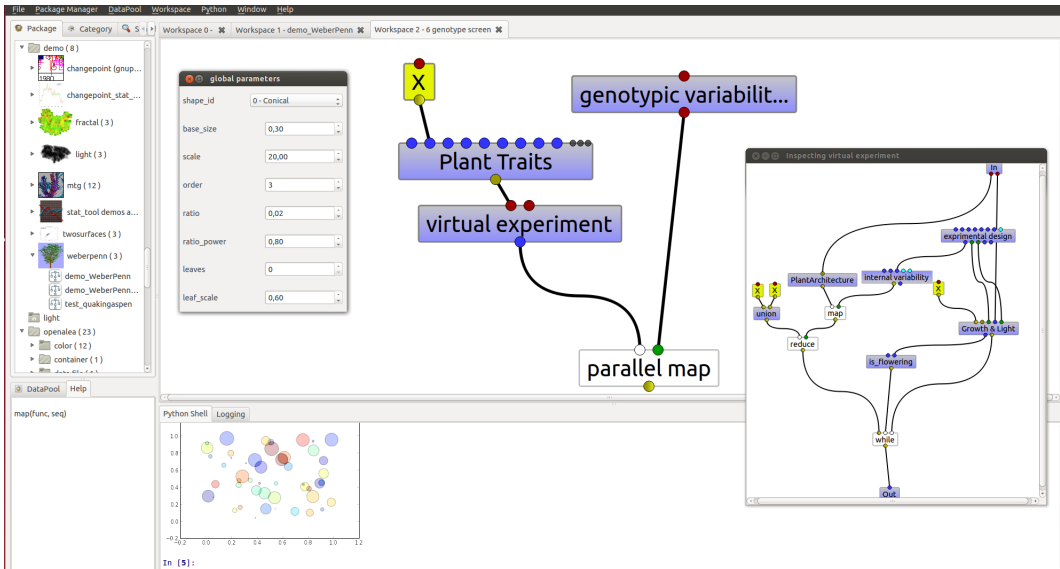 File Package Manager DataPool Workspace Python Window Help
Package Category S
demo ( 8 )
changepoint (gnup...
1980
changepoint_stat_...
fractal ( 3 )
light ( 3 )
mtg ( 12 )
stat_tool demos a...
twosurfaces ( 3 )
weberpenn ( 3 )
demo_WeberPenn
demo_WeberPenn...
test_quakingaspen
light
openalea ( 23 )
color ( 12 )
container ( 1 )
data file ( 1 )
DataPool Help
map(func, seq)
Workspace 0 - Workspace 1 - demo_WeberPenn Workspace 2 - 6 genotype screen
global parameters
shape_id 0 - Conical
base_size 0,30
scale 20,00
order 3
ratio 0,02
ratio_power 0,80
leaves 0
leaf_scale 0,60
X
genotypic variabilit...
Plant Traits
virtual experiment
parallel map
Inspecting virtual experiment
In
exprimental design
PlantArchitecture
internal variability
X X
X
union
map
Growth & Light
reduce
is_flowering
while
Out
Python Shell Logging
1.0
0.8
0.6
0.4
0.2
0.0
-0.2
-0.2 0.0 0.2 0.4 0.6 0.8 1.0 1.2
In [5]: